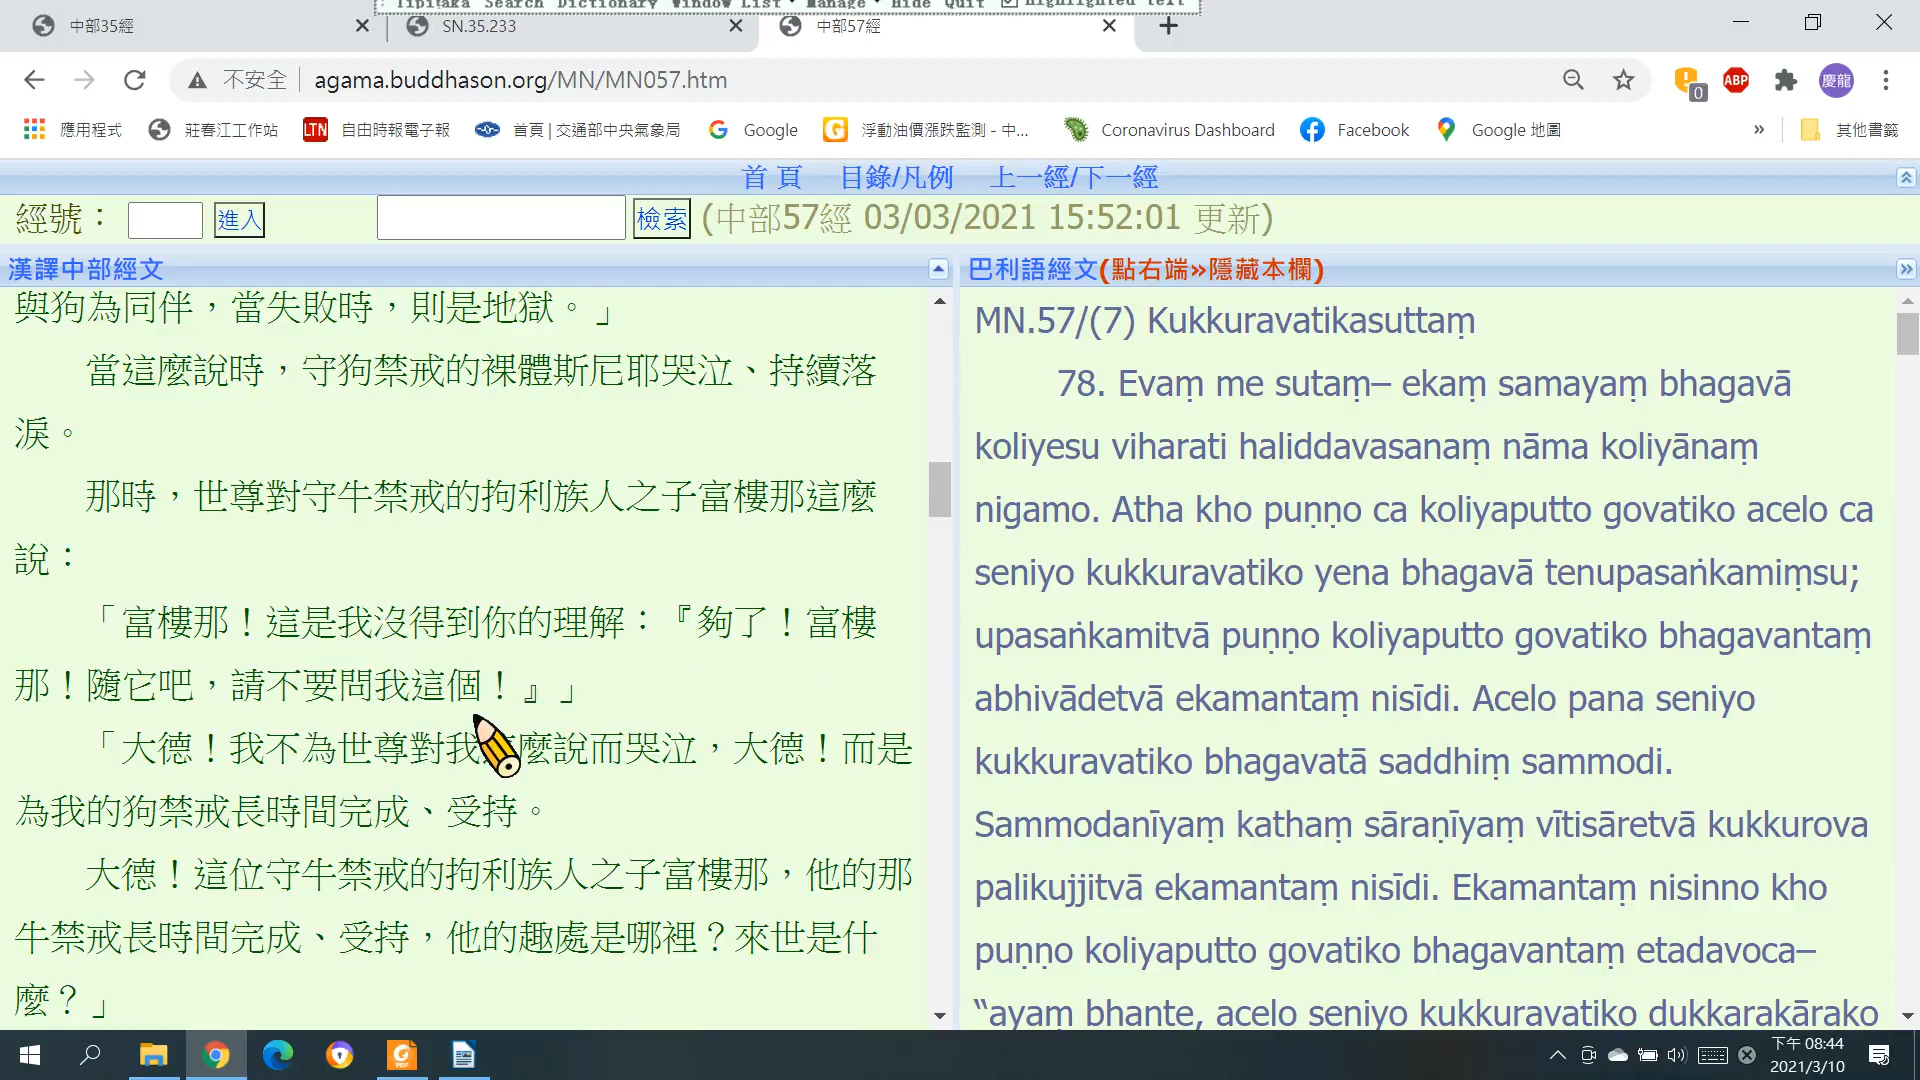 Tipitaka Search Dictionary Window List Manage Hide Quit Highlighted text
中部35經
SN.35.233
中部57經
不安全
agama.buddhason.org/MN/MN057.htm
0
ABP
慶龍
應用程式
莊春江工作站
LTN
自由時報電子報
首頁 | 交通部中央氣象局
Google
浮動油價漲跌監測 - 中...
Coronavirus Dashboard
Facebook
Google 地圖
»
其他書籤
首 頁 目錄/凡例 上一經/下一經
經號：
進入
檢索
(中部57經 03/03/2021 15:52:01 更新)
漢譯中部經文
與狗為同伴，當失敗時，則是地獄。」
當這麼說時，守狗禁戒的裸體斯尼耶哭泣、持續落
淚。
那時，世尊對守牛禁戒的拘利族人之子富樓那這麼
說：
「富樓那！這是我沒得到你的理解：『夠了！富樓
那！隨它吧，請不要問我這個！』」
「大德！我不為世尊對我這麼說而哭泣，大德！而是
為我的狗禁戒長時間完成、受持。
大德！這位守牛禁戒的拘利族人之子富樓那，他的那
牛禁戒長時間完成、受持，他的趣處是哪裡？來世是什
麼？」
巴利語經文(點右端»隱藏本欄)
MN.57/(7) Kukkuravatikasuttaṃ
78. Evaṃ me sutaṃ– ekaṃ samayaṃ bhagavā
koliyesu viharati haliddavasanaṃ nāma koliyānaṃ
nigamo. Atha kho puṇṇo ca koliyaputto govatiko acelo ca
seniyo kukkuravatiko yena bhagavā tenupasaṅkamiṃsu;
upasaṅkamitvā puṇṇo koliyaputto govatiko bhagavantaṃ
abhivādetvā ekamantaṃ nisīdi. Acelo pana seniyo
kukkuravatiko bhagavatā saddhiṃ sammodi.
Sammodanīyaṃ kathaṃ sāraṇīyaṃ vītisāretvā kukkurova
palikujjitvā ekamantaṃ nisīdi. Ekamantaṃ nisinno kho
puṇṇo koliyaputto govatiko bhagavantaṃ etadavoca–
“ayaṃ bhante, acelo seniyo kukkuravatiko dukkarakārako
下午 08:44
2021/3/10